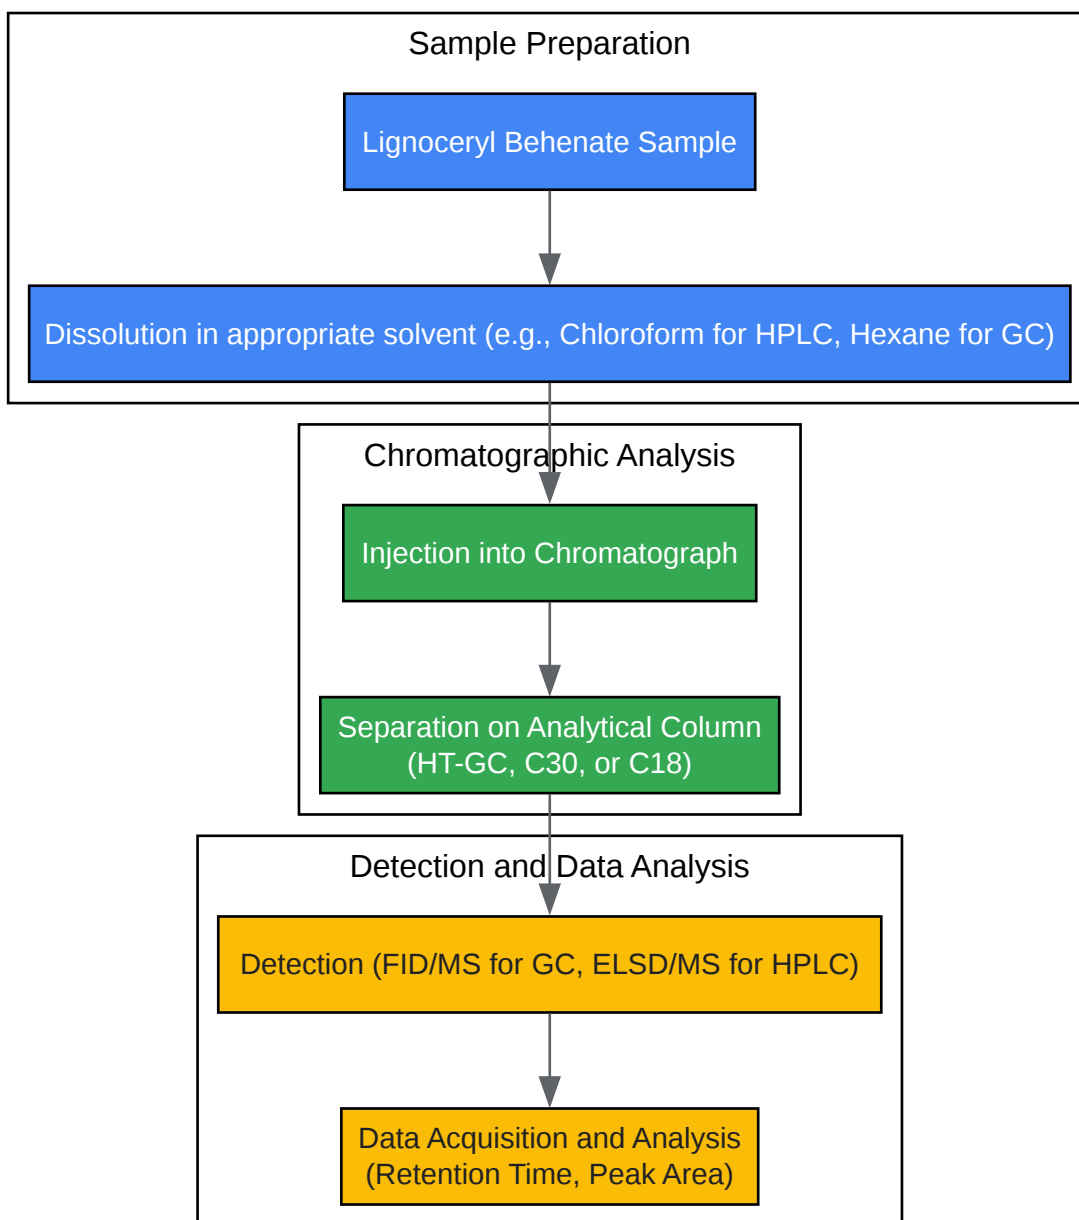 Sample Preparation
Lignoceryl Behenate Sample
Dissolution in appropriate solvent (e.g., Chloroform for HPLC, Hexane for GC)
Chromatographic Analysis
Injection into Chromatograph
Separation on Analytical Column
(HT-GC, C30, or C18)
Detection and Data Analysis
Detection (FID/MS for GC, ELSD/MS for HPLC)
Data Acquisition and Analysis
(Retention Time, Peak Area)